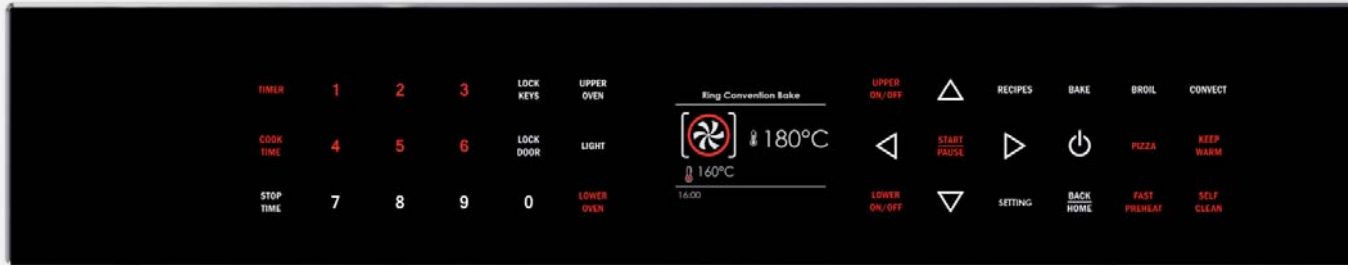 TIMER 1 2 3 LOCK KEYS UPPER OVEN
COOK TIME 4 5 6 LOCK DOOR LIGHT
STOP TIME 7 8 9 0 LOWER OVEN
Ring Convention Bake
180°C
160°C
16:00
UPPER ON/OFF RECIPES BAKE BROIL CONVECT
START PAUSE PIZZA KEEP WARM
LOWER ON/OFF SETTING BACK HOME FAST PREHEAT SELF CLEAN